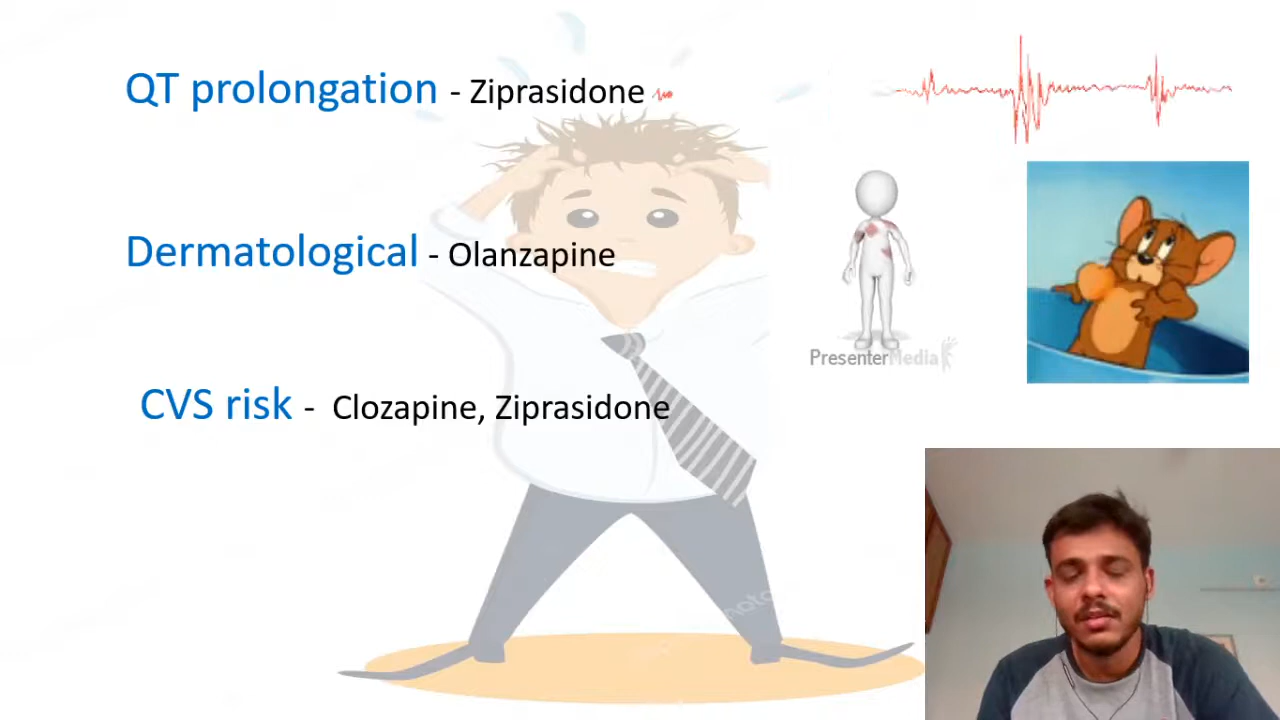 QT prolongation - Ziprasidone
Dermatological - Olanzapine
PresenterMedia
CVS risk - Clozapine, Ziprasidone